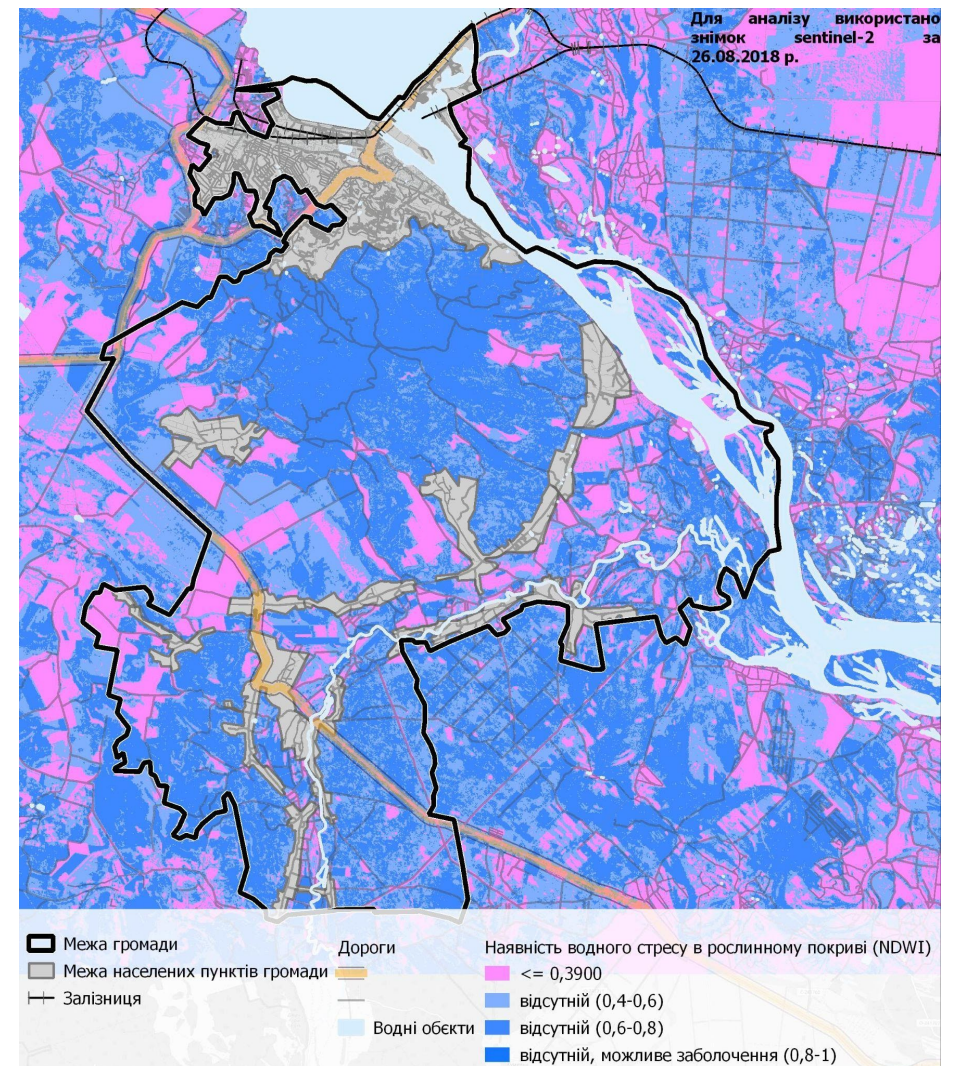 Для аналізу використано
знімок sentinel-2 за
26.08.2018 р.
Межа громади
Межа населених пунктів громади
Залізниця
Дороги
Водні обєкти
Наявність водного стресу в рослинному покриві (NDWI)
<= 0,3900
відсутній (0,4-0,6)
відсутній (0,6-0,8)
відсутній, можливе заболочення (0,8-1)